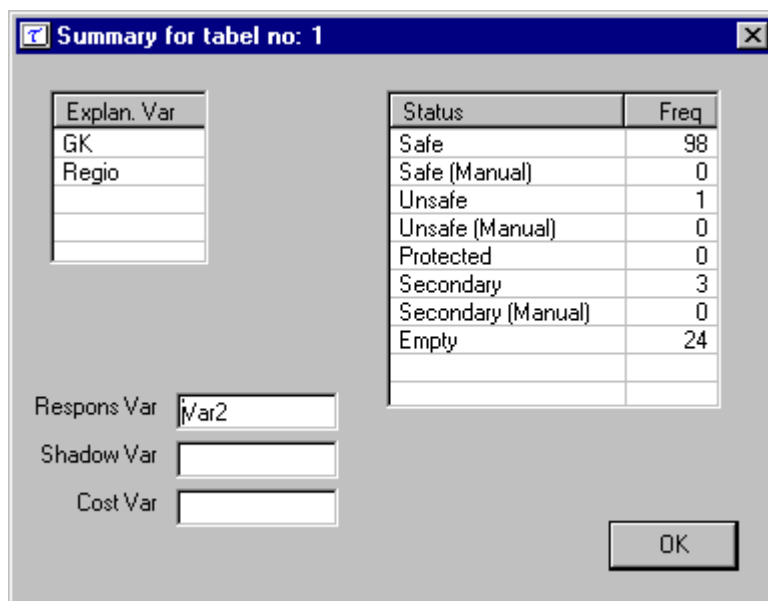 τ Summary for tabel no: 1
Explan. Var
GK
Regio
Status Freq
Safe 98
Safe (Manual) 0
Unsafe 1
Unsafe (Manual) 0
Protected 0
Secondary 3
Secondary (Manual) 0
Empty 24
Respons Var Var2
Shadow Var
Cost Var
OK